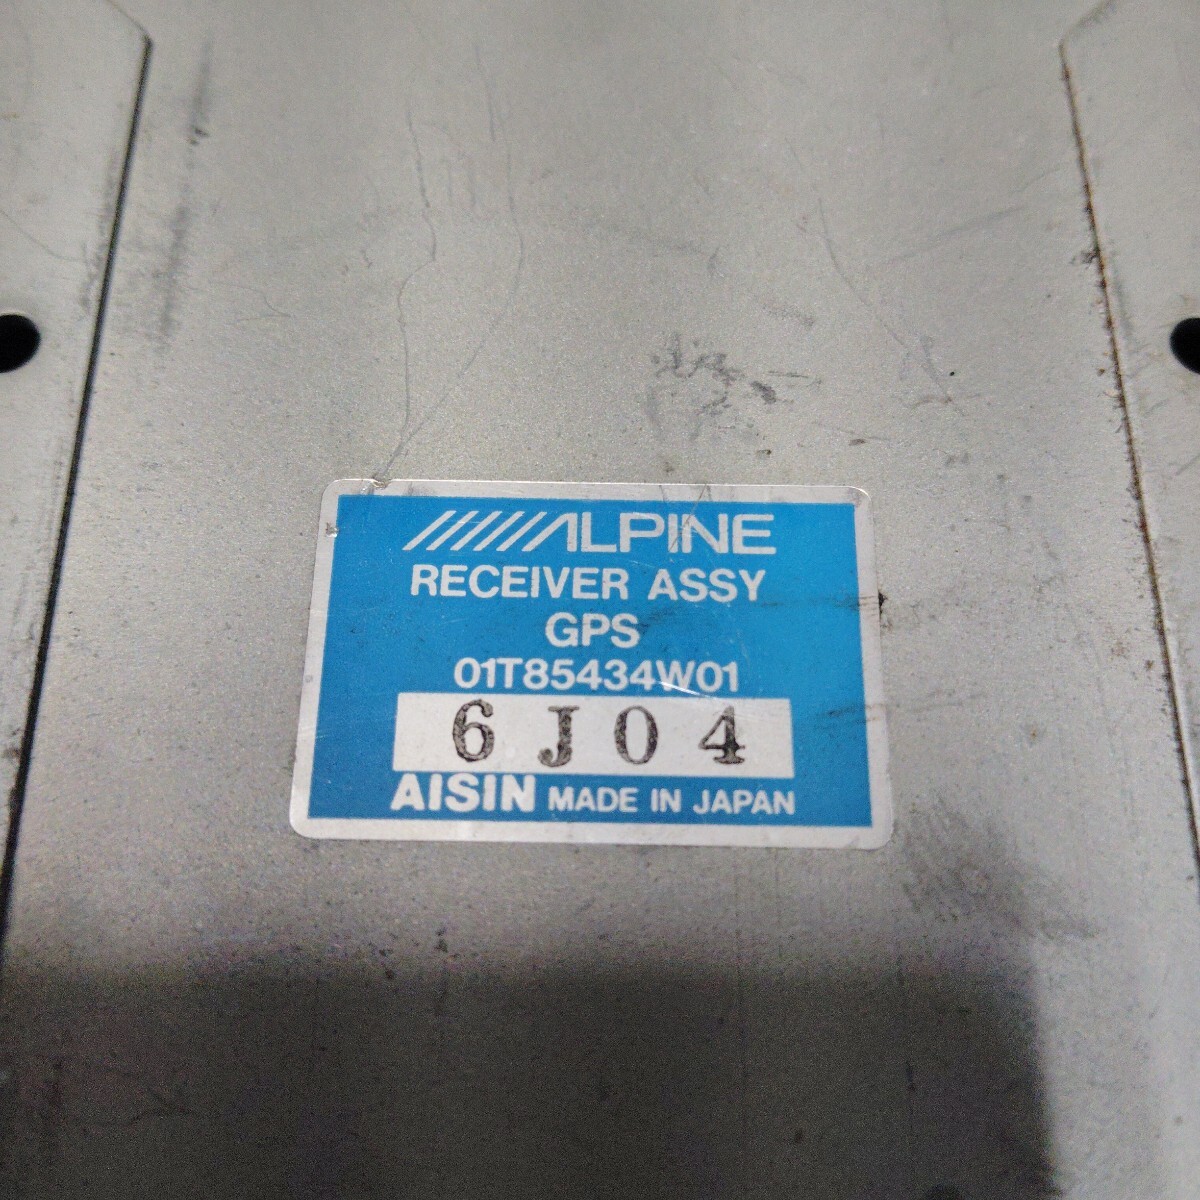 ALPINE
RECEIVER ASSY
GPS
01T85434W01
6J04
AISIN MADE IN JAPAN